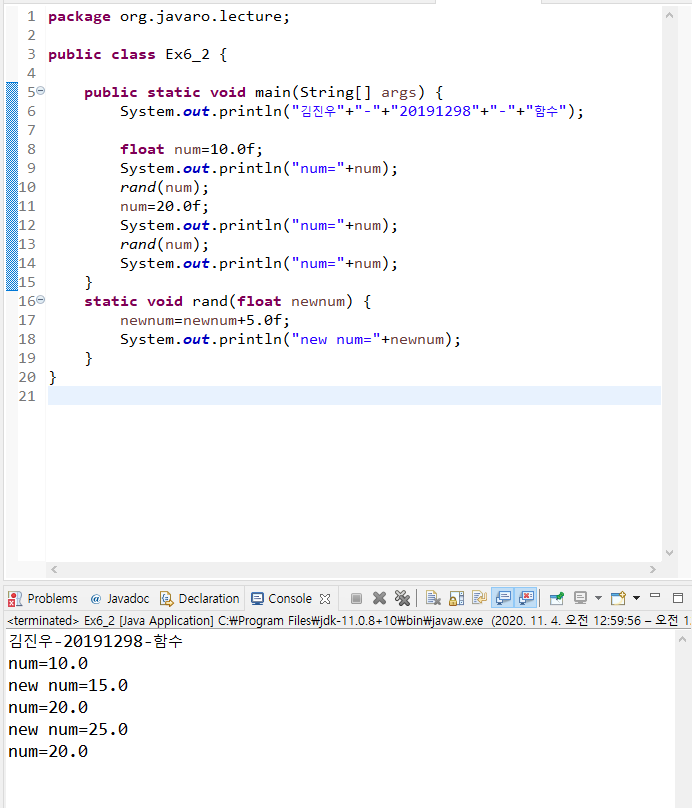 1 package org.javaro.lecture;
2
3 public class Ex6_2 {
4
5 public static void main(String[] args) {
6 System.out.println("김진우"+"-"+"20191298"+"-"+"함수");
7
8 float num=10.0f;
9 System.out.println("num="+num);
10 rand(num);
11 num=20.0f;
12 System.out.println("num="+num);
13 rand(num);
14 System.out.println("num="+num);
15 }
16 static void rand(float newnum) {
17 newnum=newnum+5.0f;
18 System.out.println("new num="+newnum);
19 }
20 }
21
Problems @ Javadoc Declaration Console
<terminated> Ex6_2 [Java Application] C:₩Program Files₩jdk-11.0.8+10₩bin₩javaw.exe (2020. 11. 4. 오전 12:59:56 – 오전 1
김진우-20191298-함수
num=10.0
new num=15.0
num=20.0
new num=25.0
num=20.0